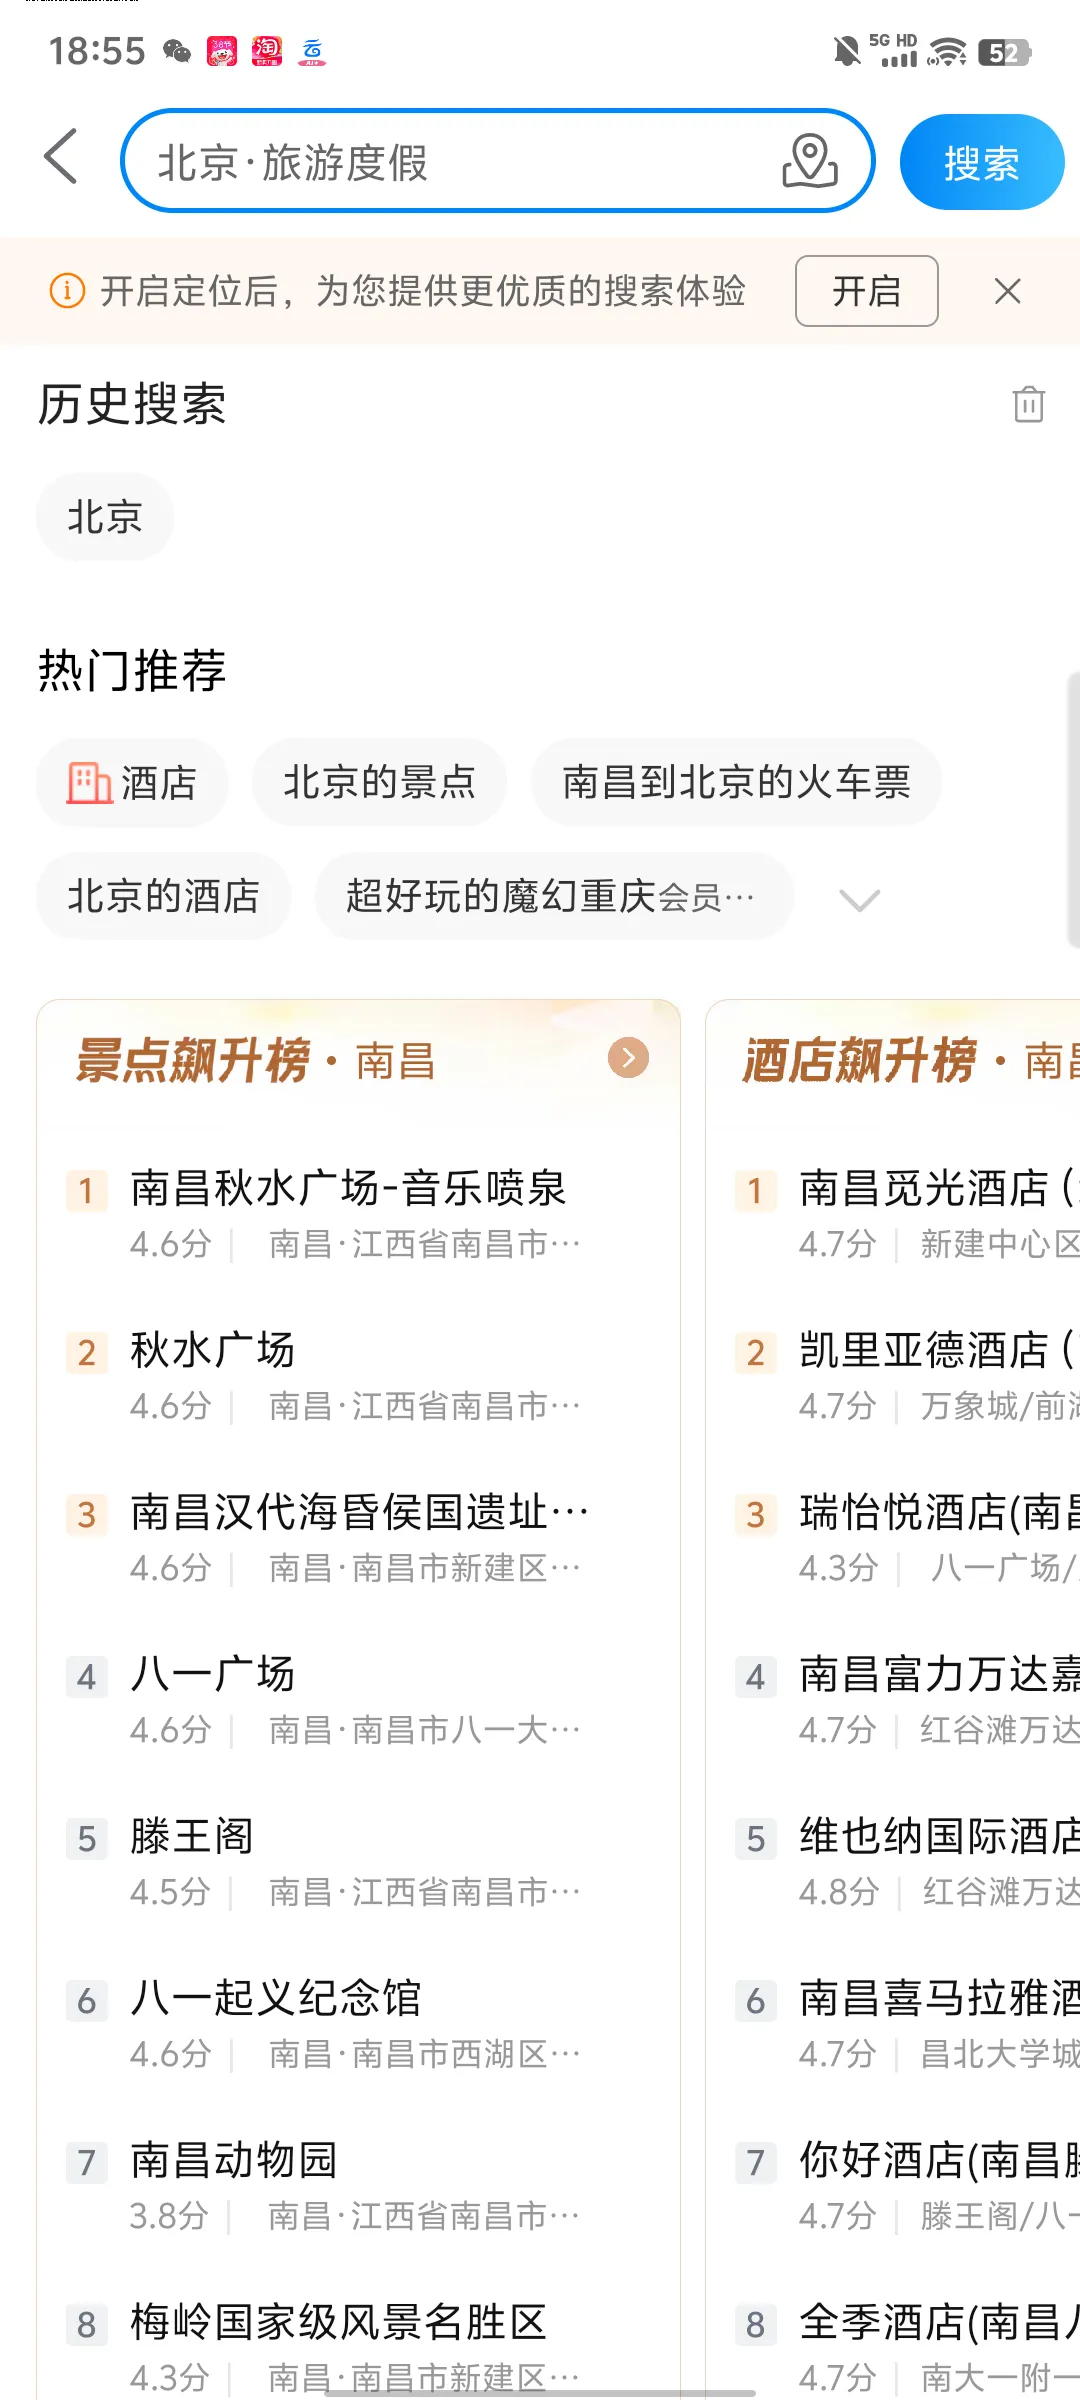 18:55
5G HD
52
北京·旅游度假
搜索
开启定位后，为您提供更优质的搜索体验
开启
历史搜索
北京
热门推荐
酒店
北京的景点
南昌到北京的火车票
北京的酒店
超好玩的魔幻重庆会员…
景点飙升榜·南昌
1 南昌秋水广场-音乐喷泉
4.6分 南昌·江西省南昌市…
2 秋水广场
4.6分 南昌·江西省南昌市…
3 南昌汉代海昏侯国遗址…
4.6分 南昌·南昌市新建区…
4 八一广场
4.6分 南昌·南昌市八一大…
5 滕王阁
4.5分 南昌·江西省南昌市…
6 八一起义纪念馆
4.6分 南昌·南昌市西湖区…
7 南昌动物园
3.8分 南昌·江西省南昌市…
8 梅岭国家级风景名胜区
4.3分 南昌·南昌市新建区…
酒店飙升榜·南昌
1 南昌觅光酒店(
4.7分 新建中心区
2 凯里亚德酒店(
4.7分 万象城/前湖
3 瑞怡悦酒店(南昌
4.3分 八一广场/
4 南昌富力万达嘉
4.7分 红谷滩万达
5 维也纳国际酒店
4.8分 红谷滩万达
6 南昌喜马拉雅酒
4.7分 昌北大学城
7 你好酒店(南昌滕
4.7分 滕王阁/八一
8 全季酒店(南昌八
4.7分 南大一附一